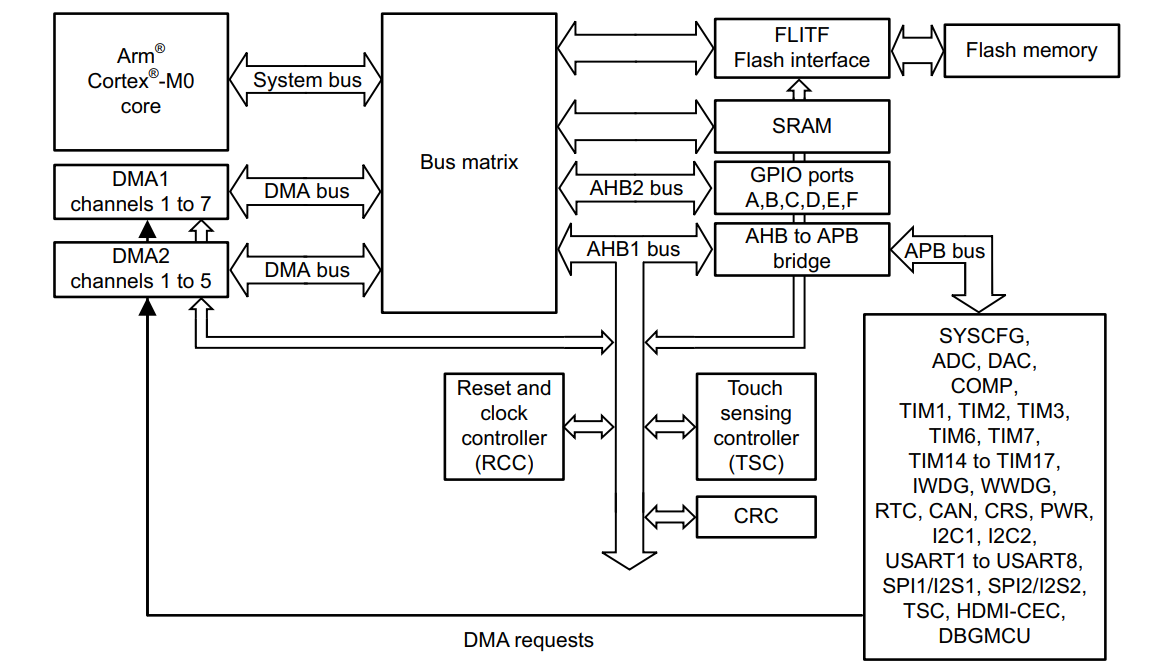 Arm®
Cortex®-M0
core
System bus
Bus matrix
FLITF
Flash interface
Flash memory
SRAM
DMA1
channels 1 to 7
DMA bus
AHB2 bus
GPIO ports
A,B,C,D,E,F
DMA2
channels 1 to 5
DMA bus
AHB1 bus
AHB to APB
bridge
APB bus
Reset and
clock
controller
(RCC)
Touch
sensing
controller
(TSC)
CRC
SYSCFG,
ADC, DAC,
COMP,
TIM1, TIM2, TIM3,
TIM6, TIM7,
TIM14 to TIM17,
IWDG, WWDG,
RTC, CAN, CRS, PWR,
I2C1, I2C2,
USART1 to USART8,
SPI1/I2S1, SPI2/I2S2,
TSC, HDMI-CEC,
DBGMCU
DMA requests